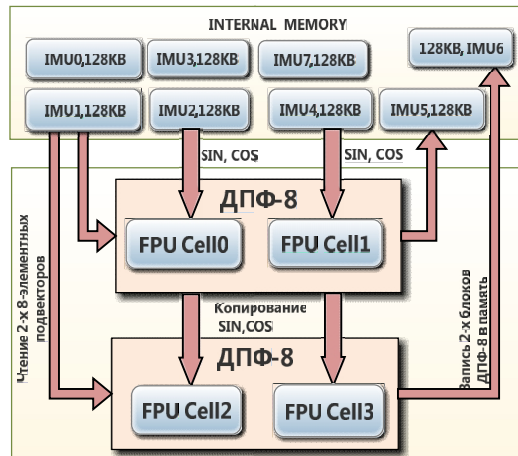 INTERNAL MEMORY
IMU0,128KB
IMU3,128KB
IMU7,128KB
128KB, IMU6
IMU1,128KB
IMU2,128KB
IMU4,128KB
IMU5,128KB
SIN, COS
SIN, COS
ДПФ-8
FPU Cell0
FPU Cell1
Чтение 2-х 8-элементных
подвекторов
Копирование
SIN,COS
Запись 2-х блоков
ДПФ-8 в память
ДПФ-8
FPU Cell2
FPU Cell3